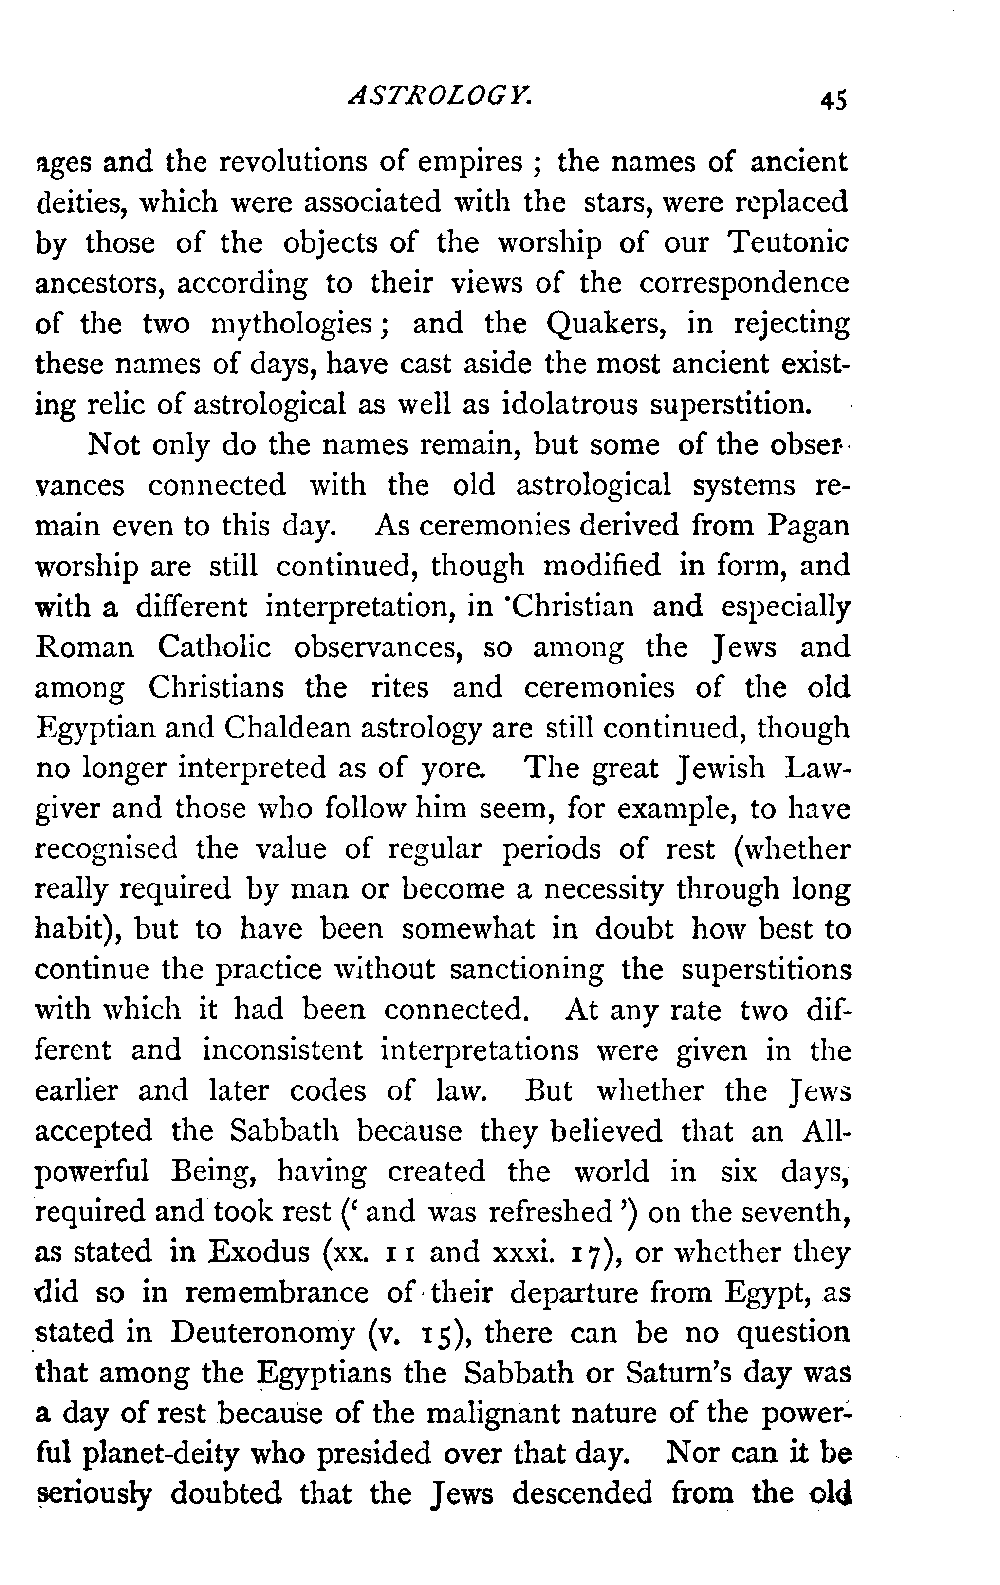 ASTROLOGY. 45
ages and the revolutions of empires ; the names of ancient
deities, which were associated with the stars, were replaced
by those of the objects of the worship of our Teutonic
ancestors, according to their views of the correspondence
of the two mythologies ; and the Quakers, in rejecting
these names of days, have cast aside the most ancient exist-
ing relic of astrological as well as idolatrous superstition.
Not only do the names remain, but some of the obser-
vances connected with the old astrological systems re-
main even to this day. As ceremonies derived from Pagan
worship are still continued, though modified in form, and
with a different interpretation, in Christian and especially
Roman Catholic observances, so among the Jews and
among Christians the rites and ceremonies of the old
Egyptian and Chaldean astrology are still continued, though
no longer interpreted as of yore. The great Jewish Law-
giver and those who follow him seem, for example, to have
recognised the value of regular periods of rest (whether
really required by man or become a necessity through long
habit), but to have been somewhat in doubt how best to
continue the practice without sanctioning the superstitions
with which it had been connected. At any rate two dif-
ferent and inconsistent interpretations were given in the
earlier and later codes of law. But whether the Jews
accepted the Sabbath because they believed that an All-
powerful Being, having created the world in six days,
required and took rest (‘ and was refreshed ’) on the seventh,
as stated in Exodus (xx. 11 and xxxi. 17), or whether they
did so in remembrance of their departure from Egypt, as
stated in Deuteronomy (v. 15), there can be no question
that among the Egyptians the Sabbath or Saturn’s day was
a day of rest because of the malignant nature of the power-
ful planet-deity who presided over that day. Nor can it be
seriously doubted that the Jews descended from the old